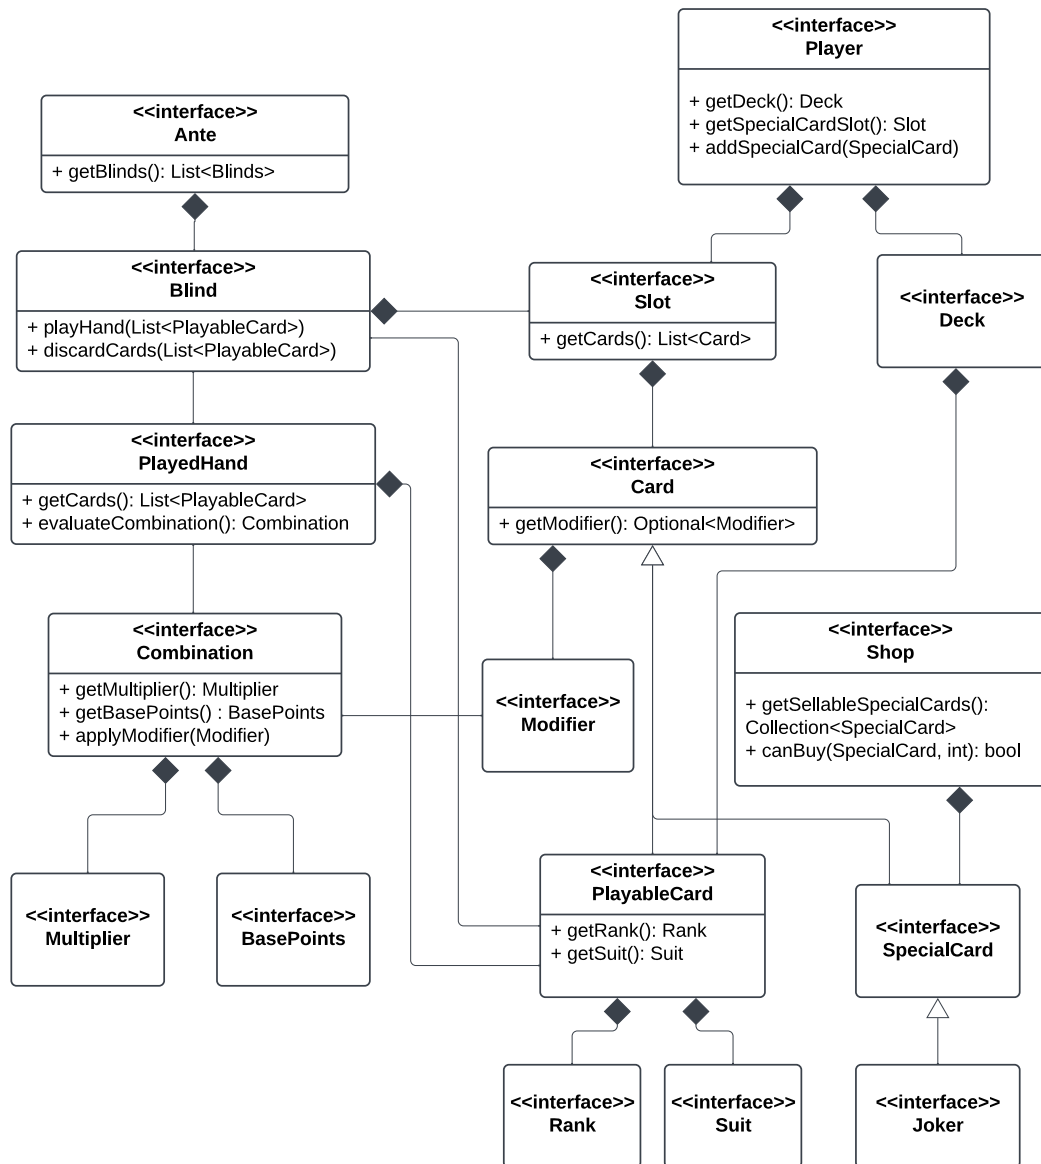 <<interface>>
Player
+ getDeck(): Deck
+ getSpecialCardSlot(): Slot
+ addSpecialCard(SpecialCard)
<<interface>>
Ante
+ getBlinds(): List<Blinds>
<<interface>>
Blind
+ playHand(List<PlayableCard>)
+ discardCards(List<PlayableCard>)
<<interface>>
Slot
+ getCards(): List<Card>
<<interface>>
Deck
<<interface>>
PlayedHand
+ getCards(): List<PlayableCard>
+ evaluateCombination(): Combination
<<interface>>
Card
+ getModifier(): Optional<Modifier>
<<interface>>
Combination
+ getMultiplier(): Multiplier
+ getBasePoints() : BasePoints
+ applyModifier(Modifier)
<<interface>>
Modifier
<<interface>>
Shop
+ getSellableSpecialCards():
Collection<SpecialCard>
+ canBuy(SpecialCard, int): bool
<<interface>>
Multiplier
<<interface>>
BasePoints
<<interface>>
PlayableCard
+ getRank(): Rank
+ getSuit(): Suit
<<interface>>
SpecialCard
<<interface>>
Rank
<<interface>>
Suit
<<interface>>
Joker